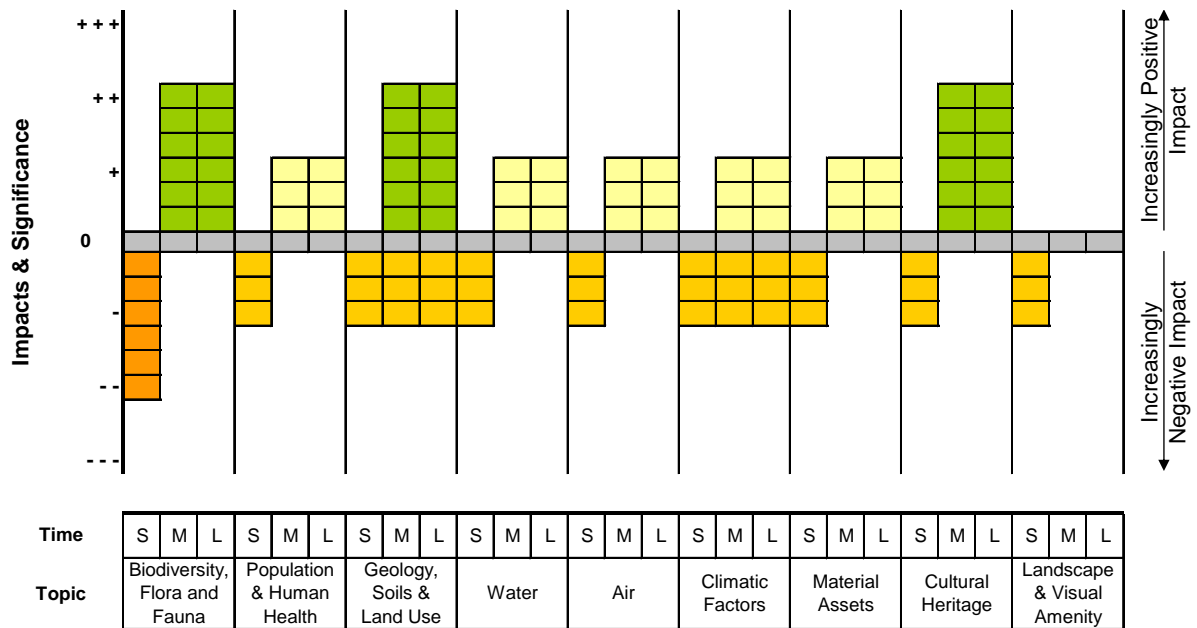 + + +
+ +
+
0
-
- -
- - -
Impacts & Significance
Increasingly Positive
Impact
Increasingly
Negative Impact
Time S M L S M L S M L S M L S M L S M L S M L S M L S M L
Topic
Biodiversity,
Flora and
Fauna
Population
& Human
Health
Geology,
Soils &
Land Use
Water
Air
Climatic
Factors
Material
Assets
Cultural
Heritage
Landscape
& Visual
Amenity